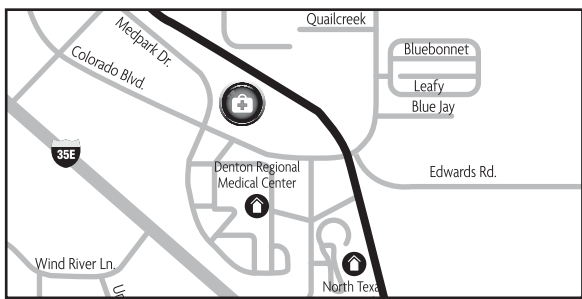 Quailcreek
Medpark Dr.
Bluebonnet
Colorado Blvd.
Leafy
Blue Jay
35E
Denton Regional
Medical Center
Edwards Rd.
Wind River Ln.
North Texa